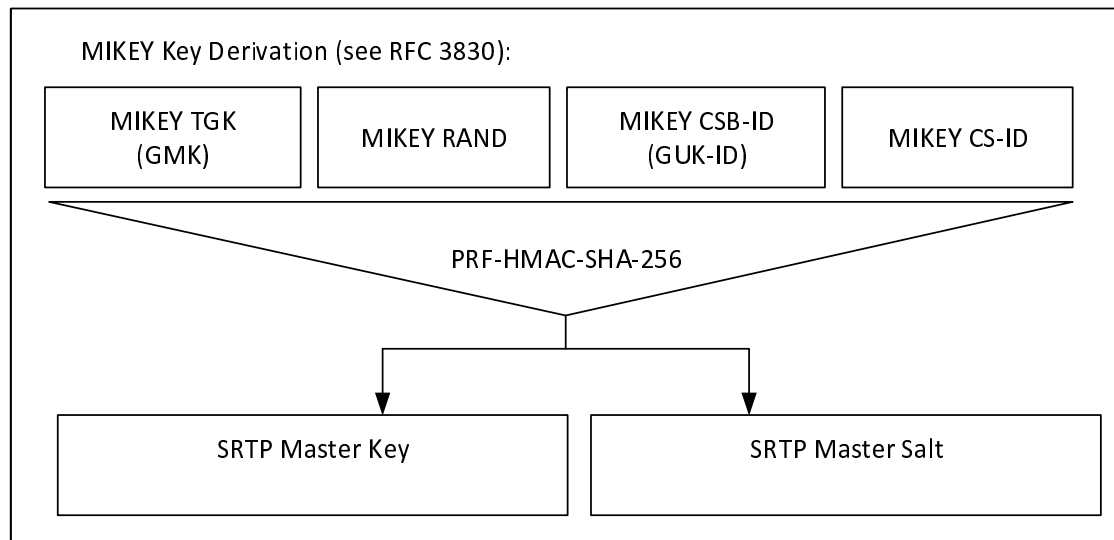 MIKEY Key Derivation (see RFC 3830):
MIKEY TGK
(GMK)
MIKEY RAND
MIKEY CSB-ID
(GUK-ID)
MIKEY CS-ID
PRF-HMAC-SHA-256
SRTP Master Key
SRTP Master Salt